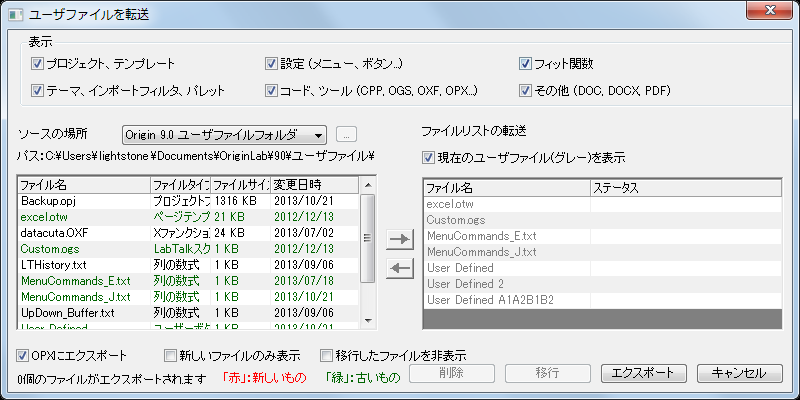 ユーザファイルを転送
表示
プロジェクト、テンプレート 設定 (メニュー、ボタン...) フィット関数
テーマ、インポートフィルタ、パレット コード、ツール (CPP, OGS, OXF, OPX...) その他 (DOC, DOCX, PDF)
ソースの場所 Origin 9.0 ユーザファイルフォルダ ... ファイルリストの転送
パス:C:¥Users¥lightstone¥Documents¥OriginLab¥90¥ユーザファイル¥ 現在のユーザファイル(グレー)を表示
ファイル名 ファイルタイプ ファイルサイズ 変更日時
Backup.opj プロジェクトフ 1316 KB 2013/10/21
excel.otw ページテンプ 21 KB 2012/12/13
datacuta.OXF Xファンクション 24 KB 2013/07/02
Custom.ogs LabTalkスク 1 KB 2012/12/13
LTHistory.txt 列の数式 1 KB 2013/09/06
MenuCommands_E.txt 列の数式 1 KB 2013/07/18
MenuCommands_J.txt 列の数式 1 KB 2013/10/21
UpDown_Buffer.txt 列の数式 1 KB 2013/09/06
User Defined ユーザーボタ 1 KB 2013/10/21
ファイル名 ステータス
excel.otw
Custom.ogs
MenuCommands_E.txt
MenuCommands_J.txt
User Defined
User Defined 2
User Defined A1A2B1B2
OPXにエクスポート 新しいファイルのみ表示 移行したファイルを非表示
0個のファイルがエクスポートされます 「赤」:新しいもの 「緑」:古いもの 削除 移行 エクスポート キャンセル